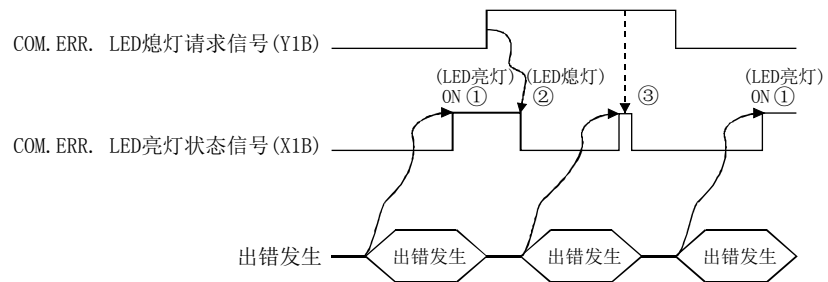 COM.ERR. LED熄灯请求信号(Y1B)
(LED亮灯)
ON ①
(LED熄灯)
②
③
(LED亮灯)
ON ①
COM.ERR. LED亮灯状态信号(X1B)
出错发生
出错发生
出错发生
出错发生